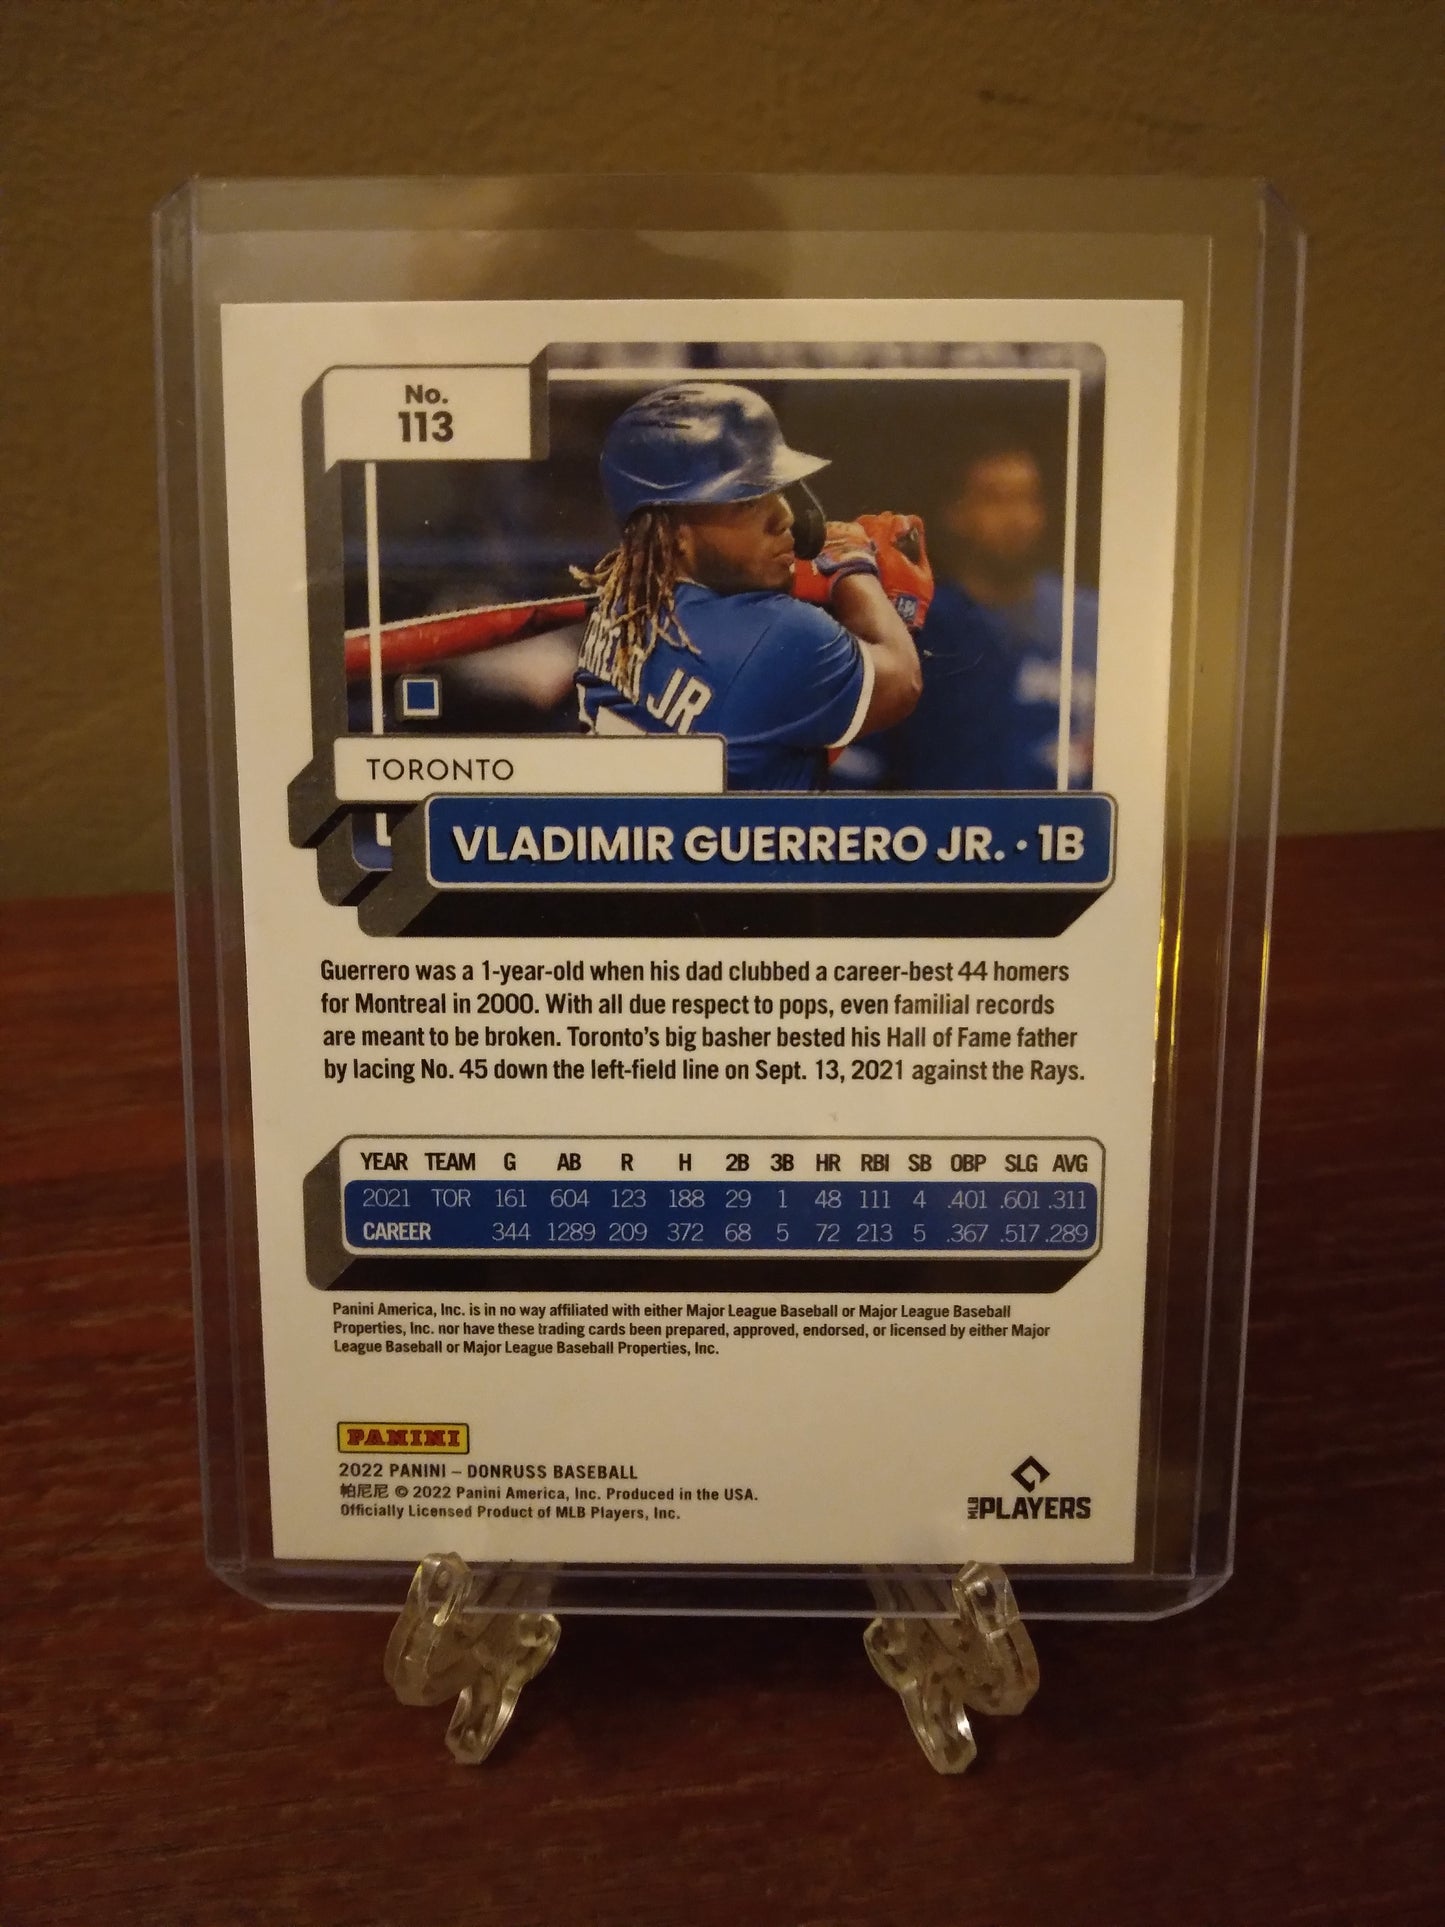 No.
113
ERRERO JR.
TORONTO
VLADIMIR GUERRERO JR. · 1B
Guerrero was a 1-year-old when his dad clubbed a career-best 44 homers
for Montreal in 2000. With all due respect to pops, even familial records
are meant to be broken. Toronto's big basher bested his Hall of Fame father
by lacing No. 45 down the left-field line on Sept. 13, 2021 against the Rays.
YEAR TEAM G AB R H 2B 3B HR RBI SB OBP SLG AVG
2021 TOR 161 604 123 188 29 1 48 111 4 .401 .601 .311
CAREER 344 1289 209 372 68 5 72 213 5 .367 .517 .289
Panini America, Inc. is in no way affiliated with either Major League Baseball or Major League Baseball
Properties, Inc. nor have these trading cards been prepared, approved, endorsed, or licensed by either Major
League Baseball or Major League Baseball Properties, Inc.
PANINI
2022 PANINI – DONRUSS BASEBALL
帕尼尼 © 2022 Panini America, Inc. Produced in the USA.
Officially Licensed Product of MLB Players, Inc.
MLB PLAYERS